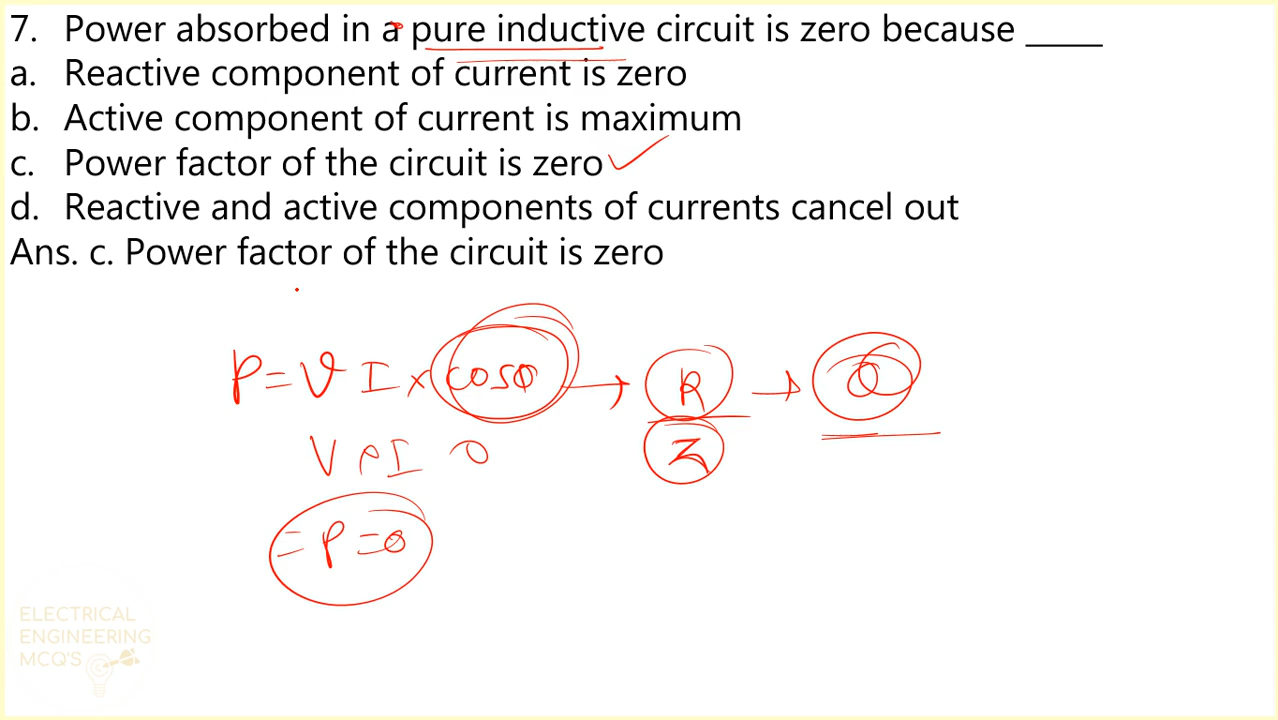 7. Power absorbed in a pure inductive circuit is zero because _____
a. Reactive component of current is zero
b. Active component of current is maximum
c. Power factor of the circuit is zero ✓
d. Reactive and active components of currents cancel out
Ans. c. Power factor of the circuit is zero
P = V I × cosφ → R/Z → 0
V I 0
= P = 0
ELECTRICAL
ENGINEERING
MCQ'S